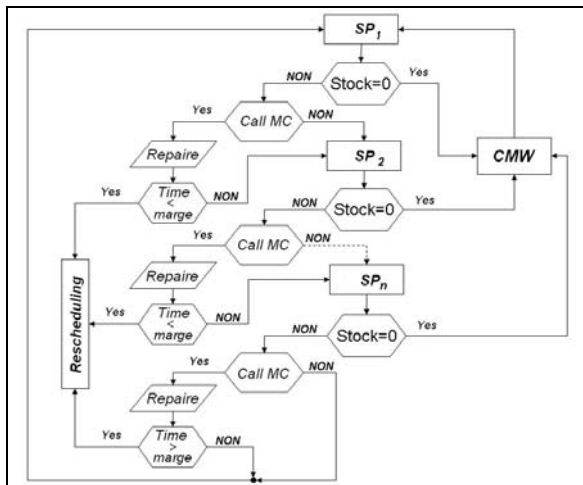 SP1
NON
Stock=0
Yes
Yes
Call MC
NON
Repaire
SP2
CMW
Yes
Time
<
marge
NON
NON
Stock=0
Yes
Yes
Call MC
NON
Repaire
SPn
Rescheduling
Yes
Time
<
marge
NON
NON
Stock=0
Yes
Yes
Call MC
NON
Repaire
Yes
Time
>
marge
NON